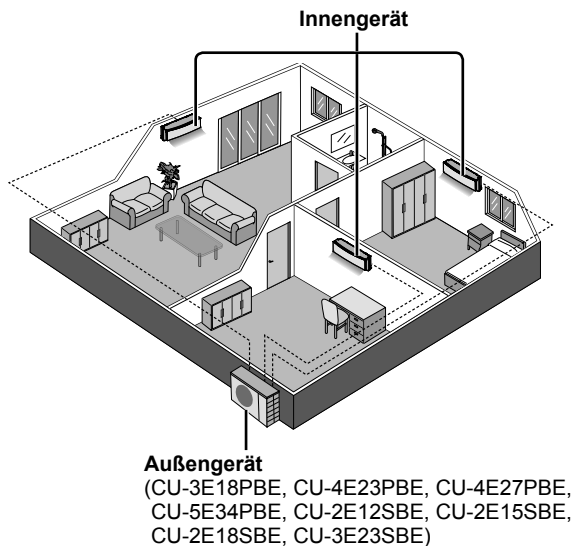 Innengerät
Außengerät
(CU-3E18PBE, CU-4E23PBE, CU-4E27PBE,
CU-5E34PBE, CU-2E12SBE, CU-2E15SBE,
CU-2E18SBE, CU-3E23SBE)